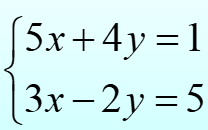 5x + 4y = 1
3x − 2y = 5